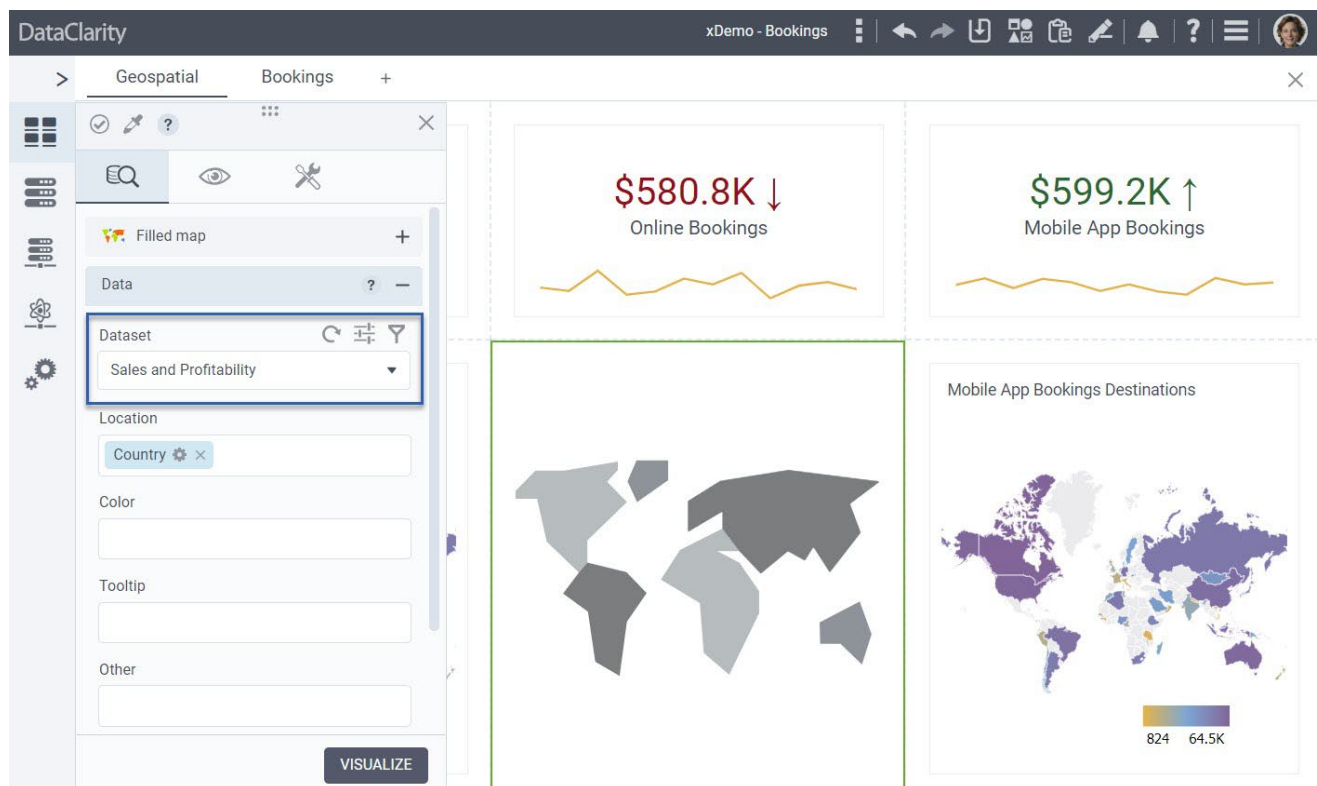 DataClarity
xDemo - Bookings
?
Geospatial
Bookings
+
?
Filled map
+
Data
?
Dataset
Sales and Profitability
Location
Country
Color
Tooltip
Other
VISUALIZE
$580.8K ↓
Online Bookings
$599.2K ↑
Mobile App Bookings
Mobile App Bookings Destinations
824 64.5K